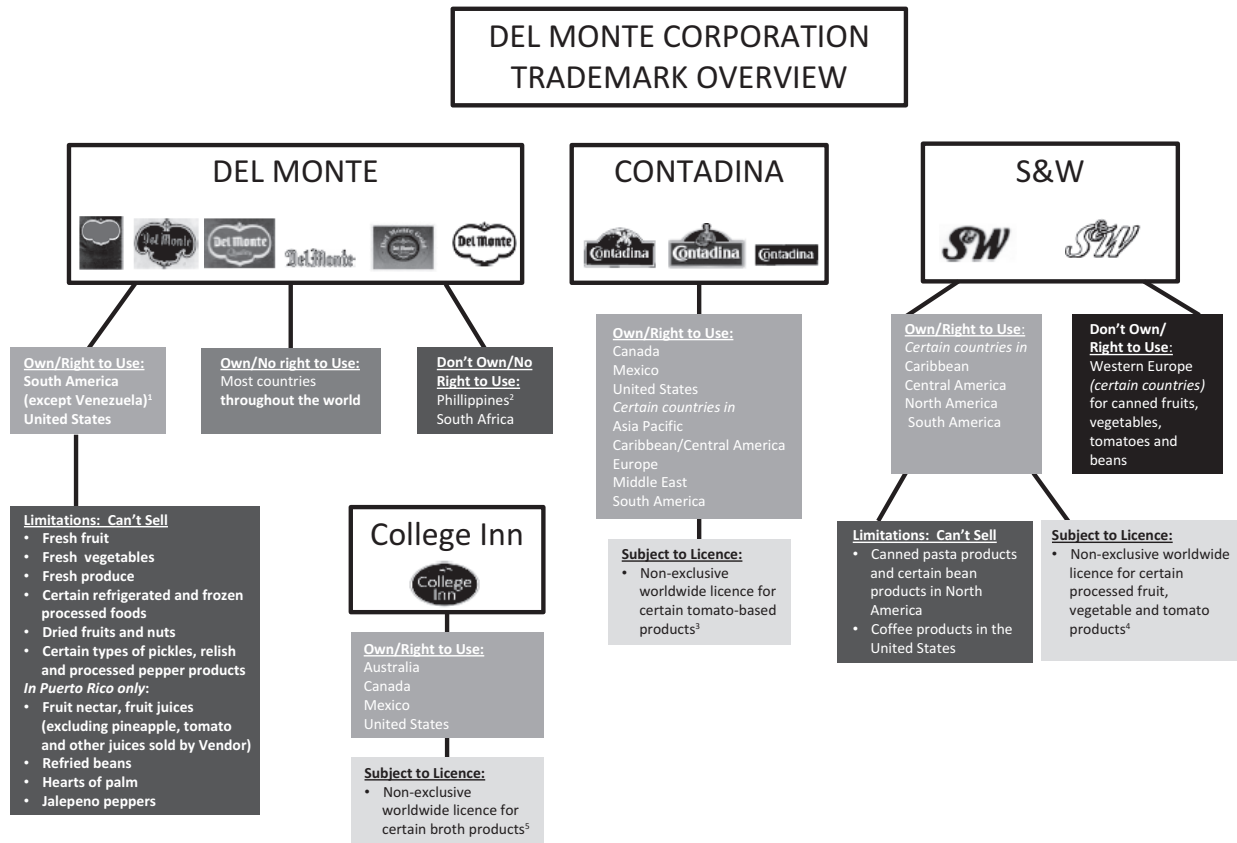 DEL MONTE CORPORATION
TRADEMARK OVERVIEW
DEL MONTE
Del Monte
Del Monte
Quality
Del Monte
Del Monte Gold
Del Monte
Del Monte
Own/Right to Use:
South America
(except Venezuela)1
United States
Own/No right to Use:
Most countries
throughout the world
Don’t Own/No
Right to Use:
Phillippines2
South Africa
Limitations: Can’t Sell
• Fresh fruit
• Fresh vegetables
• Fresh produce
• Certain refrigerated and frozen
processed foods
• Dried fruits and nuts
• Certain types of pickles, relish
and processed pepper products
In Puerto Rico only:
• Fruit nectar, fruit juices
(excluding pineapple, tomato
and other juices sold by Vendor)
• Refried beans
• Hearts of palm
• Jalepeno peppers
College Inn
College
Inn
Own/Right to Use:
Australia
Canada
Mexico
United States
Subject to Licence:
• Non-exclusive
worldwide licence for
certain broth products5
CONTADINA
Contadina
Contadina
Contadina
Own/Right to Use:
Canada
Mexico
United States
Certain countries in
Asia Pacific
Caribbean/Central America
Europe
Middle East
South America
Subject to Licence:
• Non-exclusive
worldwide licence for
certain tomato-based
products3
S&W
S&W
S&W
Own/Right to Use:
Certain countries in
Caribbean
Central America
North America
South America
Don’t Own/
Right to Use:
Western Europe
(certain countries)
for canned fruits,
vegetables,
tomatoes and
beans
Limitations: Can’t Sell
• Canned pasta products
and certain bean
products in North
America
• Coffee products in the
United States
Subject to Licence:
• Non-exclusive worldwide
licence for certain
processed fruit,
vegetable and tomato
products4